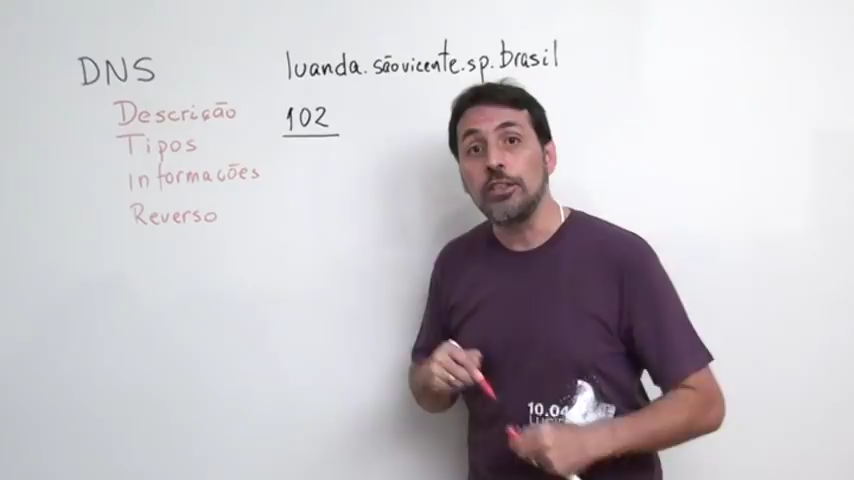 DNS
luanda.sãovicente.sp.brasil
Descrição
102
Tipos
Informações
Reverso
10.04